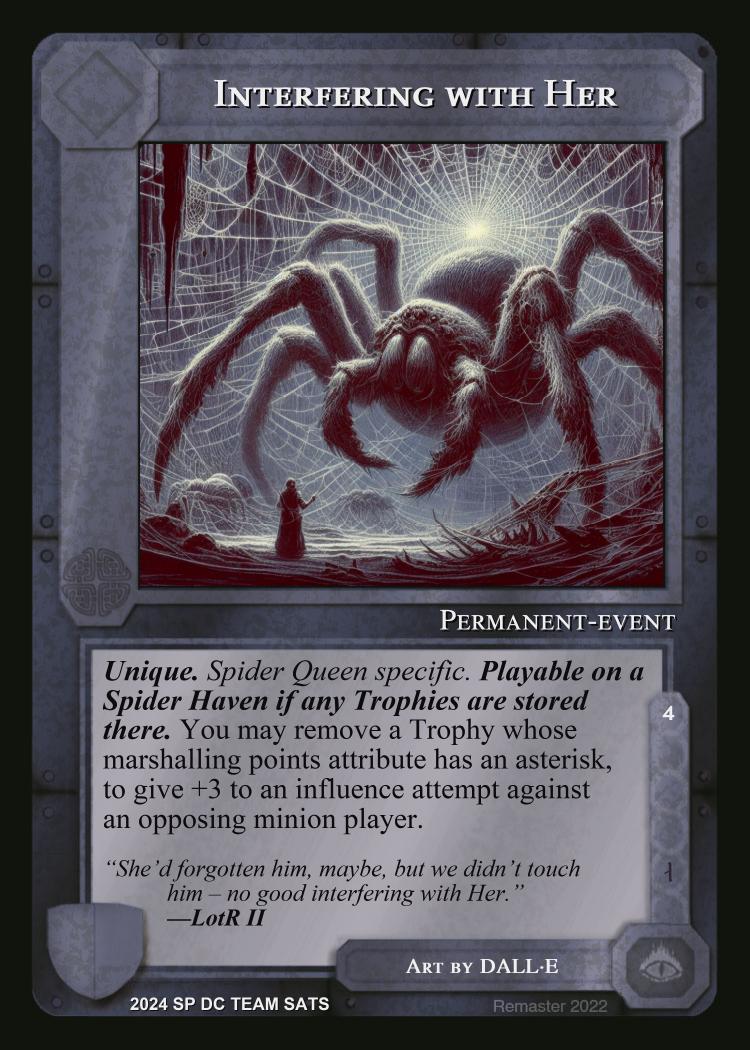 Interfering with Her
Permanent-event
Unique. Spider Queen specific. Playable on a
Spider Haven if any Trophies are stored
there. You may remove a Trophy whose
marshalling points attribute has an asterisk,
to give +3 to an influence attempt against
an opposing minion player.
4
“She’d forgotten him, maybe, but we didn’t touch
him – no good interfering with Her.”
—LotR II
Art by DALL·E
2024 SP DC TEAM SATS
Remaster 2022